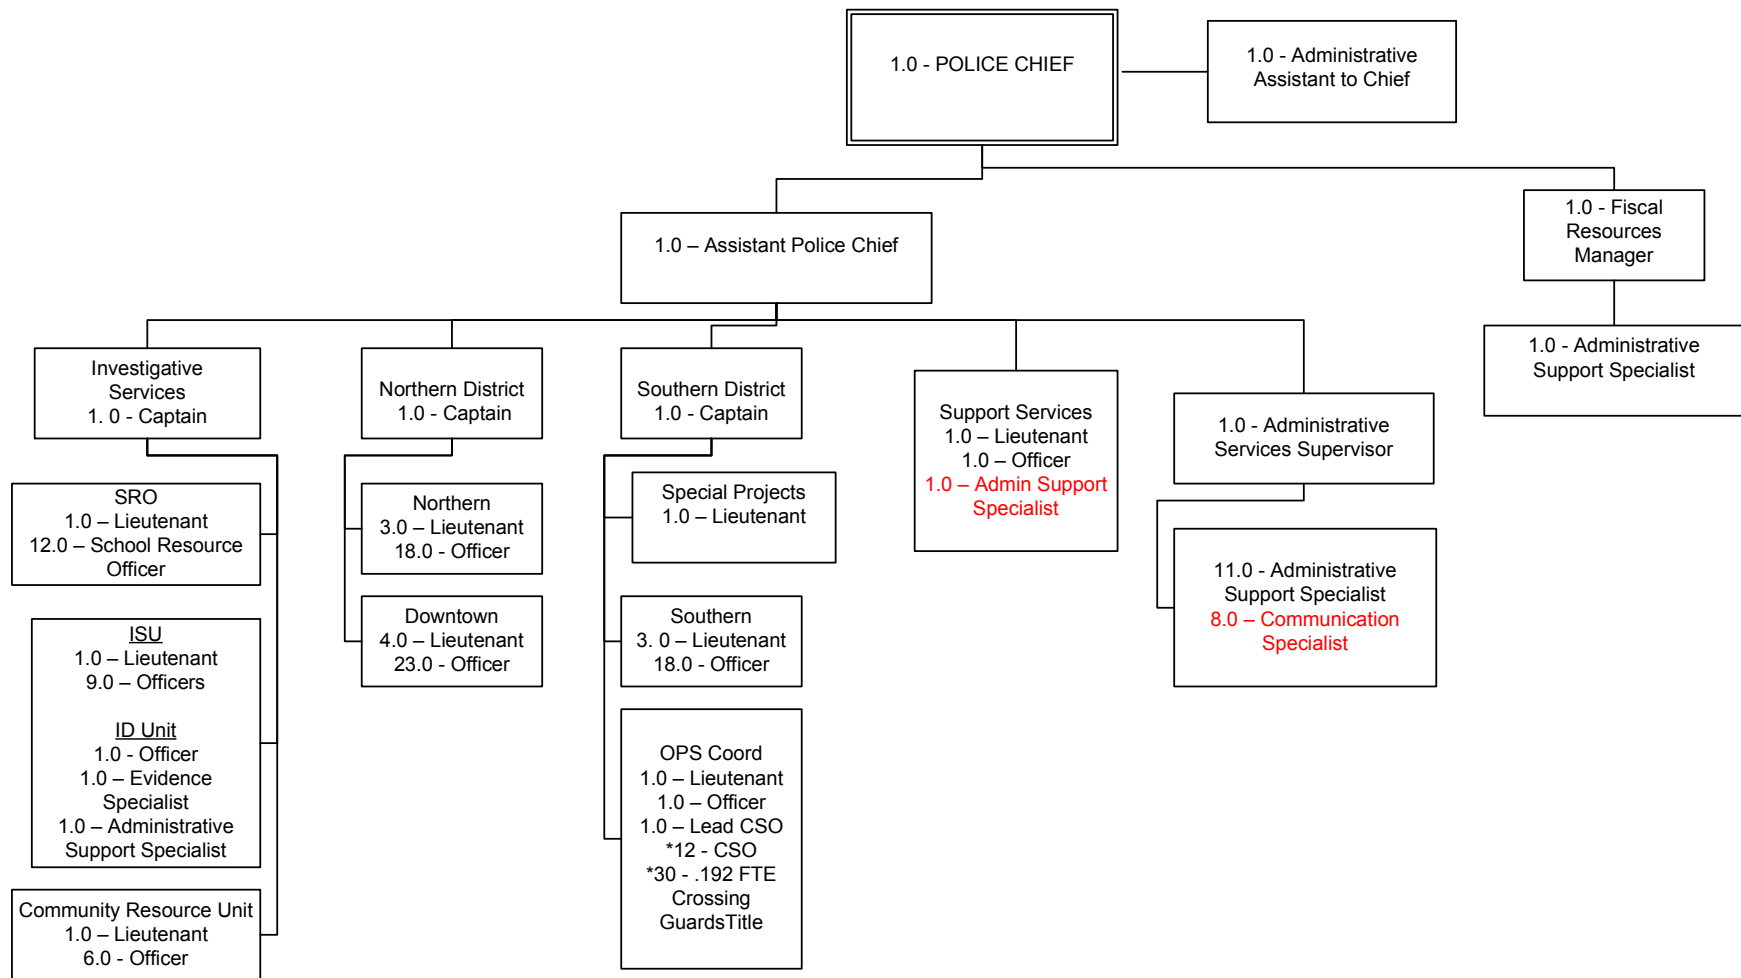 1.0 - POLICE CHIEF
1.0 - Administrative
Assistant to Chief
1.0 – Assistant Police Chief
1.0 - Fiscal
Resources
Manager
1.0 - Administrative
Support Specialist
Investigative
Services
1. 0 - Captain
Northern District
1.0 - Captain
Southern District
1.0 - Captain
Support Services
1.0 – Lieutenant
1.0 – Officer
1.0 – Admin Support
Specialist
1.0 - Administrative
Services Supervisor
SRO
1.0 – Lieutenant
12.0 – School Resource
Officer
Northern
3.0 – Lieutenant
18.0 - Officer
Special Projects
1.0 – Lieutenant
11.0 - Administrative
Support Specialist
8.0 – Communication
Specialist
ISU
1.0 – Lieutenant
9.0 – Officers
ID Unit
1.0 - Officer
1.0 – Evidence
Specialist
1.0 – Administrative
Support Specialist
Downtown
4.0 – Lieutenant
23.0 - Officer
Southern
3. 0 – Lieutenant
18.0 - Officer
OPS Coord
1.0 – Lieutenant
1.0 – Officer
1.0 – Lead CSO
*12 - CSO
*30 - .192 FTE
Crossing
GuardsTitle
Community Resource Unit
1.0 – Lieutenant
6.0 - Officer